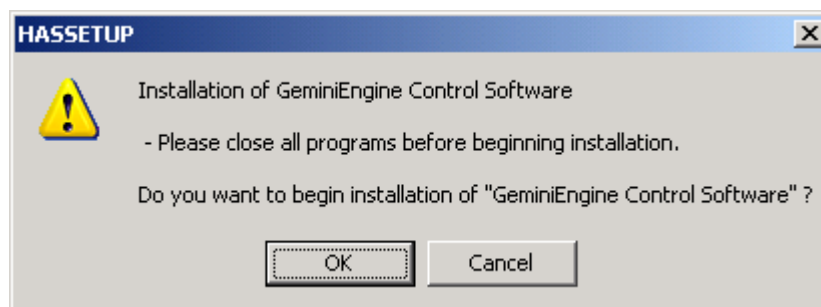 HASSETUP
Installation of GeminiEngine Control Software
- Please close all programs before beginning installation.
Do you want to begin installation of "GeminiEngine Control Software" ?
OK Cancel